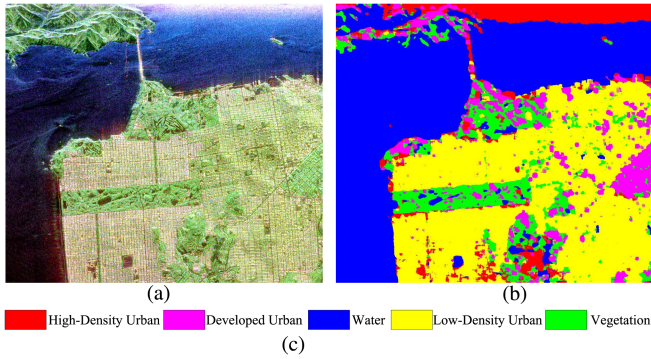 (a) (b)
High-Density Urban Developed Urban Water Low-Density Urban Vegetation
(c)